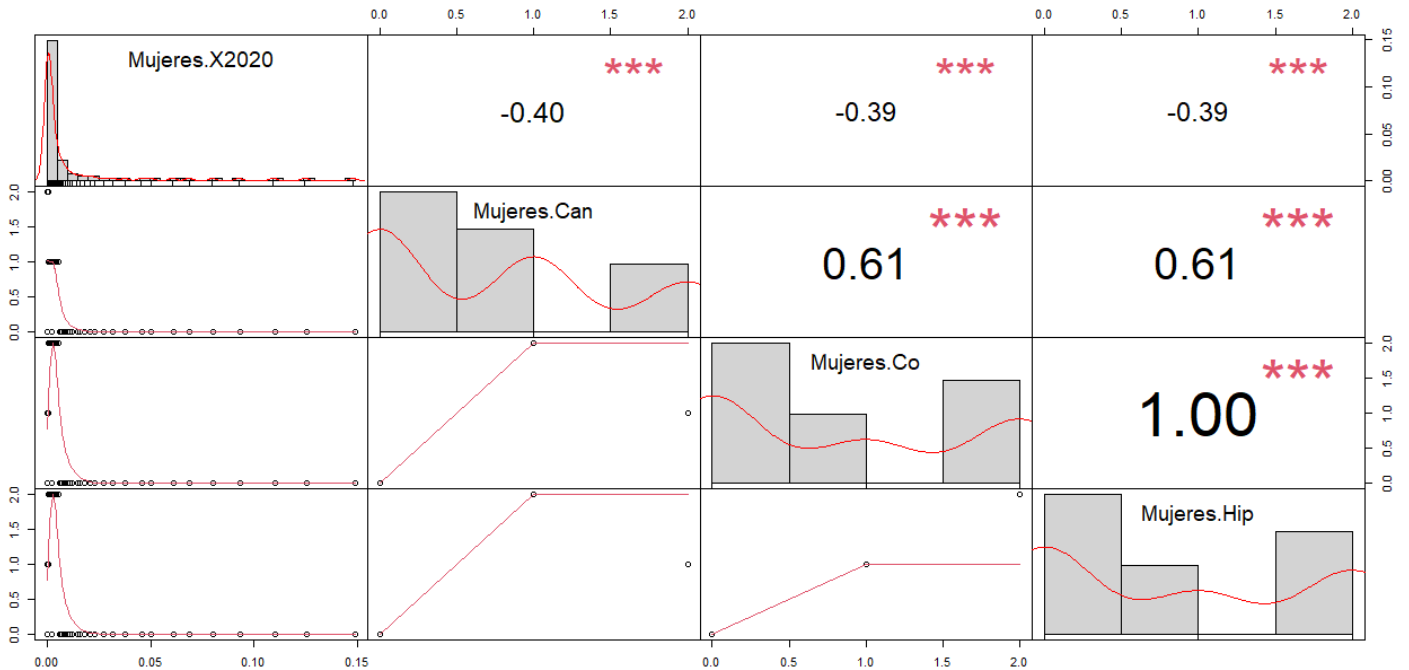 0.0 0.5 1.0 1.5 2.0 0.0 0.5 1.0 1.5 2.0
Mujeres.X2020 *** *** *** 0.15
-0.40 -0.39 -0.39 0.10
0.05
0.00
2.0 Mujeres.Can *** ***
1.5
1.0 0.61 0.61
0.5
0.0
Mujeres.Co *** 2.0
1.5
1.00 1.0
0.5
0.0
2.0 Mujeres.Hip
1.5
1.0
0.5
0.0
0.00 0.05 0.10 0.15 0.0 0.5 1.0 1.5 2.0